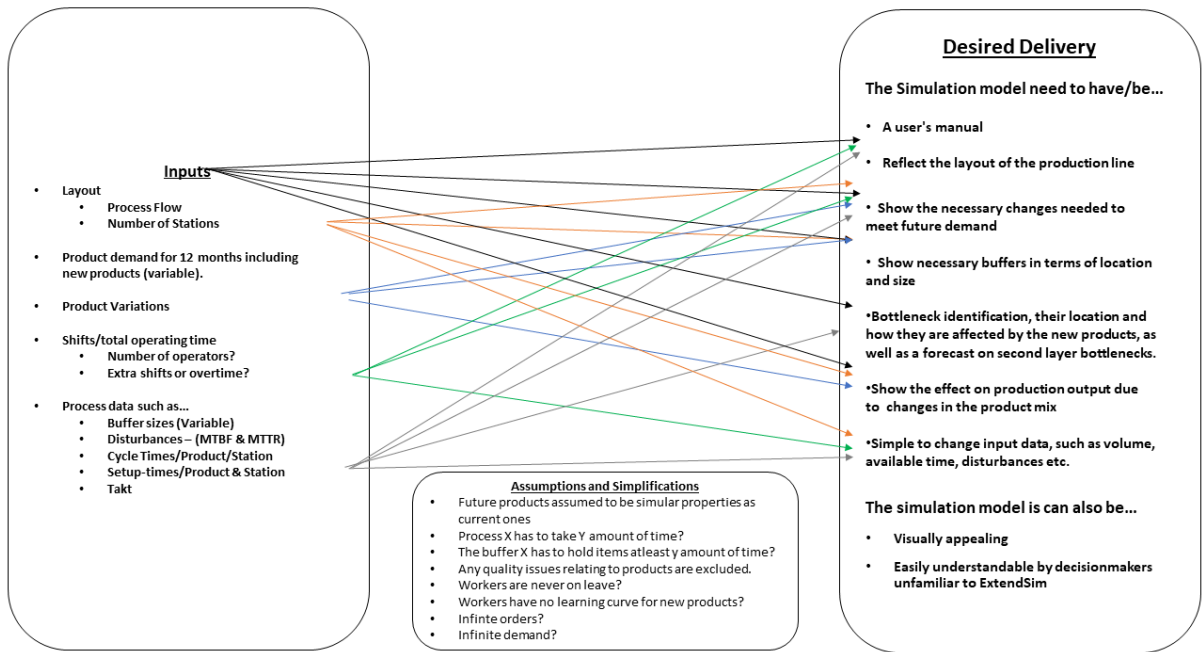 Inputs
• Layout
• Process Flow
• Number of Stations
• Product demand for 12 months including
new products (variable).
• Product Variations
• Shifts/total operating time
• Number of operators?
• Extra shifts or overtime?
• Process data such as...
• Buffer sizes (Variable)
• Disturbances – (MTBF & MTTR)
• Cycle Times/Product/Station
• Setup-times/Product & Station
• Takt
Assumptions and Simplifications
• Future products assumed to be simular properties as
current ones
• Process X has to take Y amount of time?
• The buffer X has to hold items atleast y amount of time?
• Any quality issues relating to products are excluded.
• Workers are never on leave?
• Workers have no learning curve for new products?
• Infinte orders?
• Infinite demand?
Desired Delivery
The Simulation model need to have/be...
• A user's manual
• Reflect the layout of the production line
• Show the necessary changes needed to
meet future demand
• Show necessary buffers in terms of location
and size
•Bottleneck identification, their location and
how they are affected by the new products, as
well as a forecast on second layer bottlenecks.
•Show the effect on production output due
to changes in the product mix
•Simple to change input data, such as volume,
available time, disturbances etc.
The simulation model is can also be...
• Visually appealing
• Easily understandable by decisionmakers
unfamiliar to ExtendSim